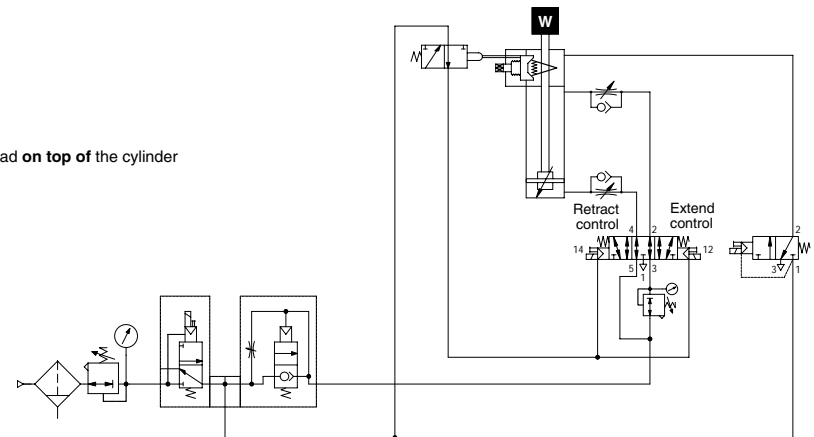 W
ad on top of the cylinder
Retract control
Extend control
4 2
14
12
5 1 3
2
3 1